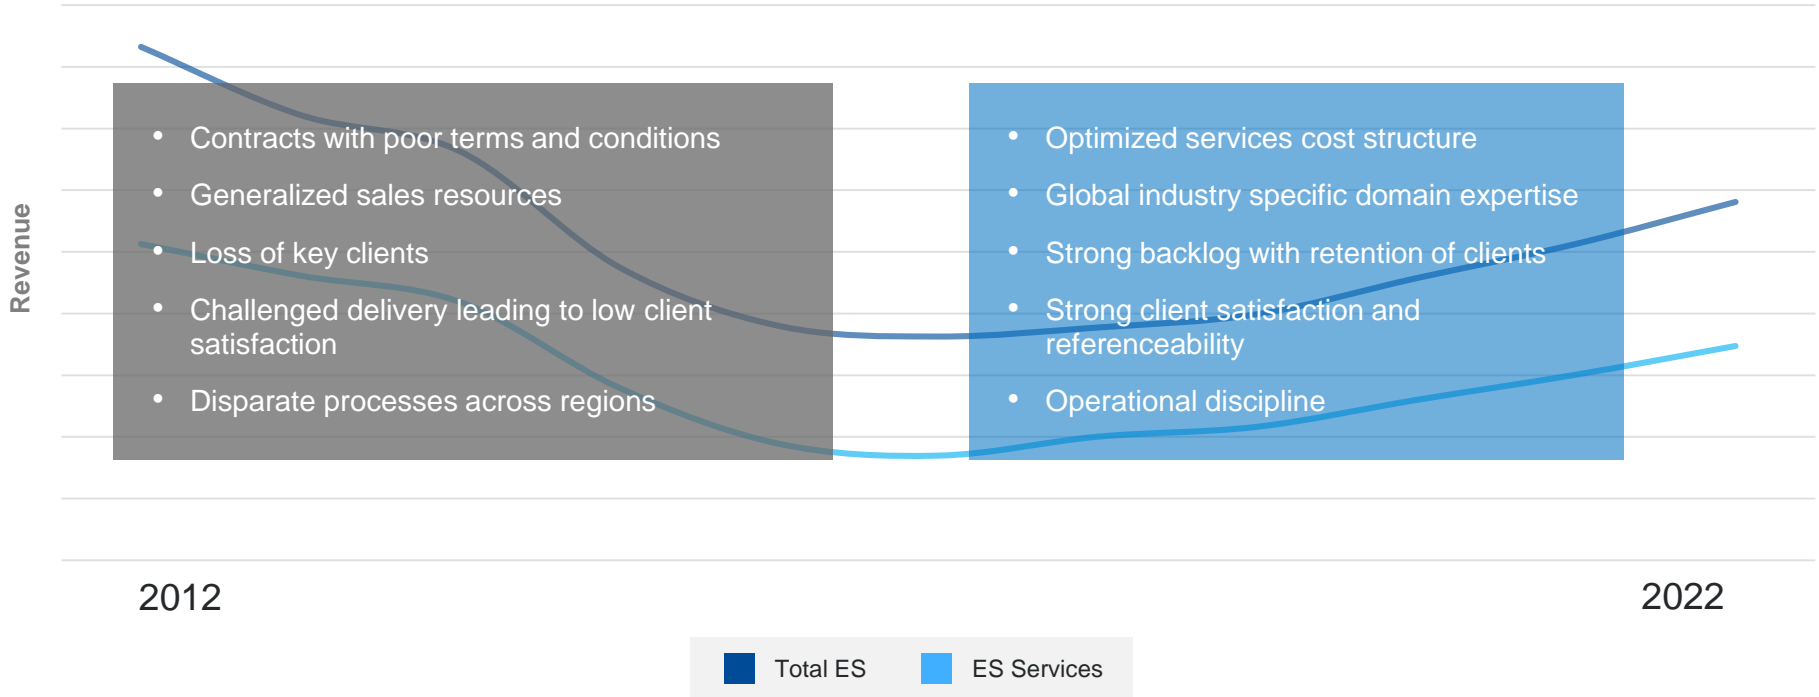 Revenue
• Contracts with poor terms and conditions
• Generalized sales resources
• Loss of key clients
• Challenged delivery leading to low client
satisfaction
• Disparate processes across regions
• Optimized services cost structure
• Global industry specific domain expertise
• Strong backlog with retention of clients
• Strong client satisfaction and
referenceability
• Operational discipline
2012
2022
Total ES
ES Services